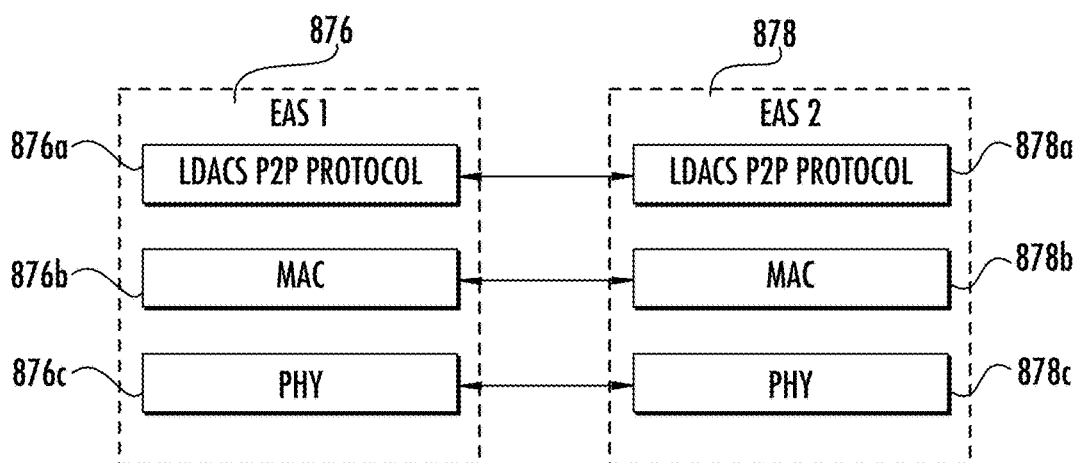 876
878
EAS 1
EAS 2
876a
LDACS P2P PROTOCOL
LDACS P2P PROTOCOL
878a
876b
MAC
MAC
878b
876c
PHY
PHY
878c